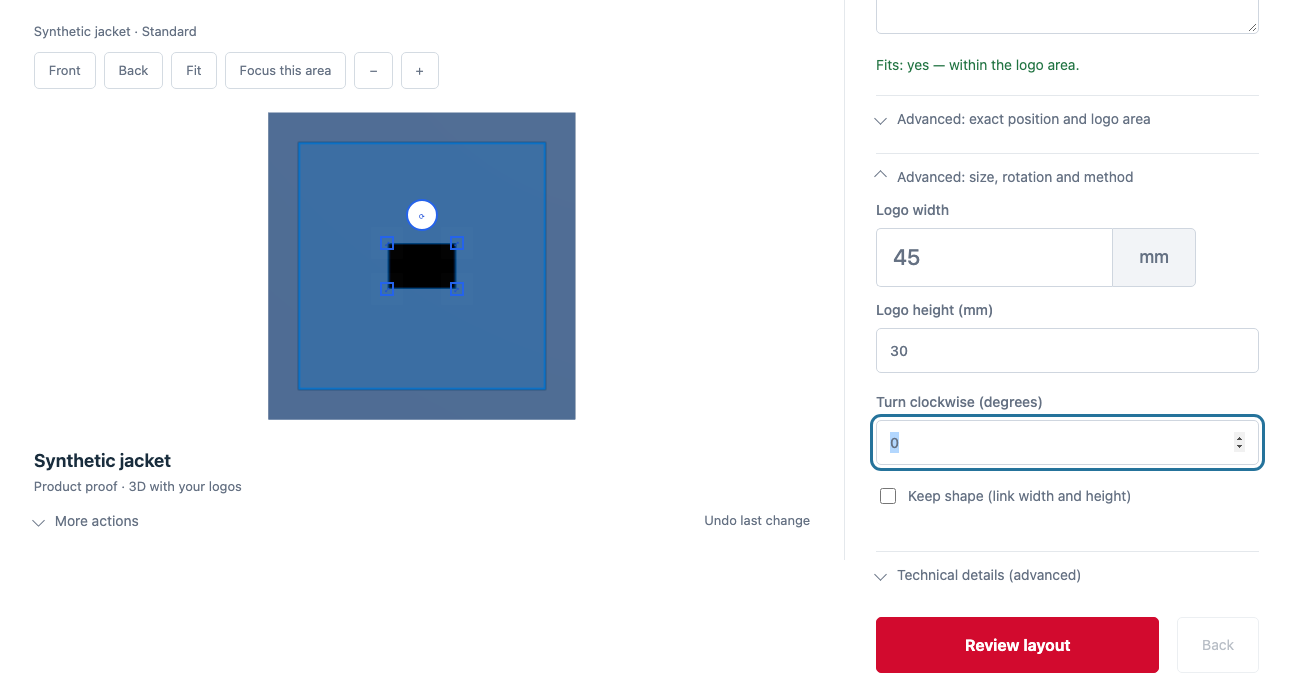 Synthetic jacket · Standard
Front
Back
Fit
Focus this area
−
+
Synthetic jacket
Product proof · 3D with your logos
More actions
Undo last change
Fits: yes — within the logo area.
Advanced: exact position and logo area
Advanced: size, rotation and method
Logo width
45 mm
Logo height (mm)
30
Turn clockwise (degrees)
0
Keep shape (link width and height)
Technical details (advanced)
Review layout
Back